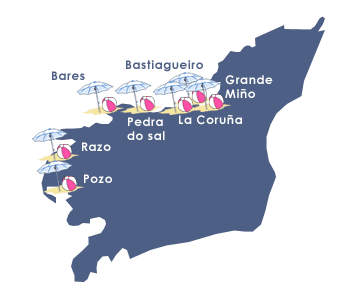 Bastiagueiro
Bares
Grande
Miño
La Coruña
Pedra
do sal
Razo
Pozo